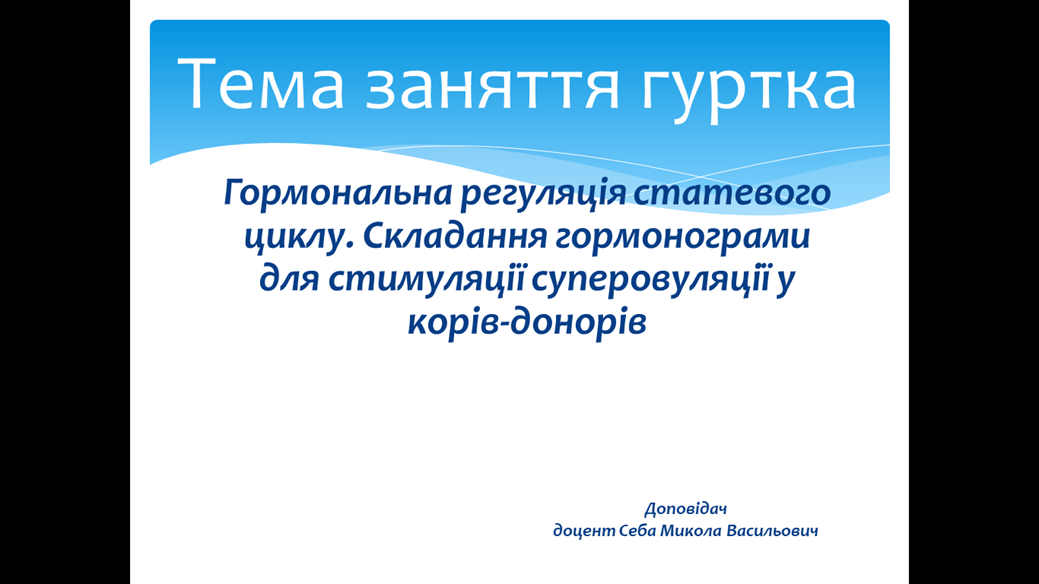 Тема заняття гуртка
Гормональна регуляція статевого
циклу. Складання гормонограми
для стимуляції суперовуляції у
корів-донорів
Доповідач
доцент Себа Микола Васильович